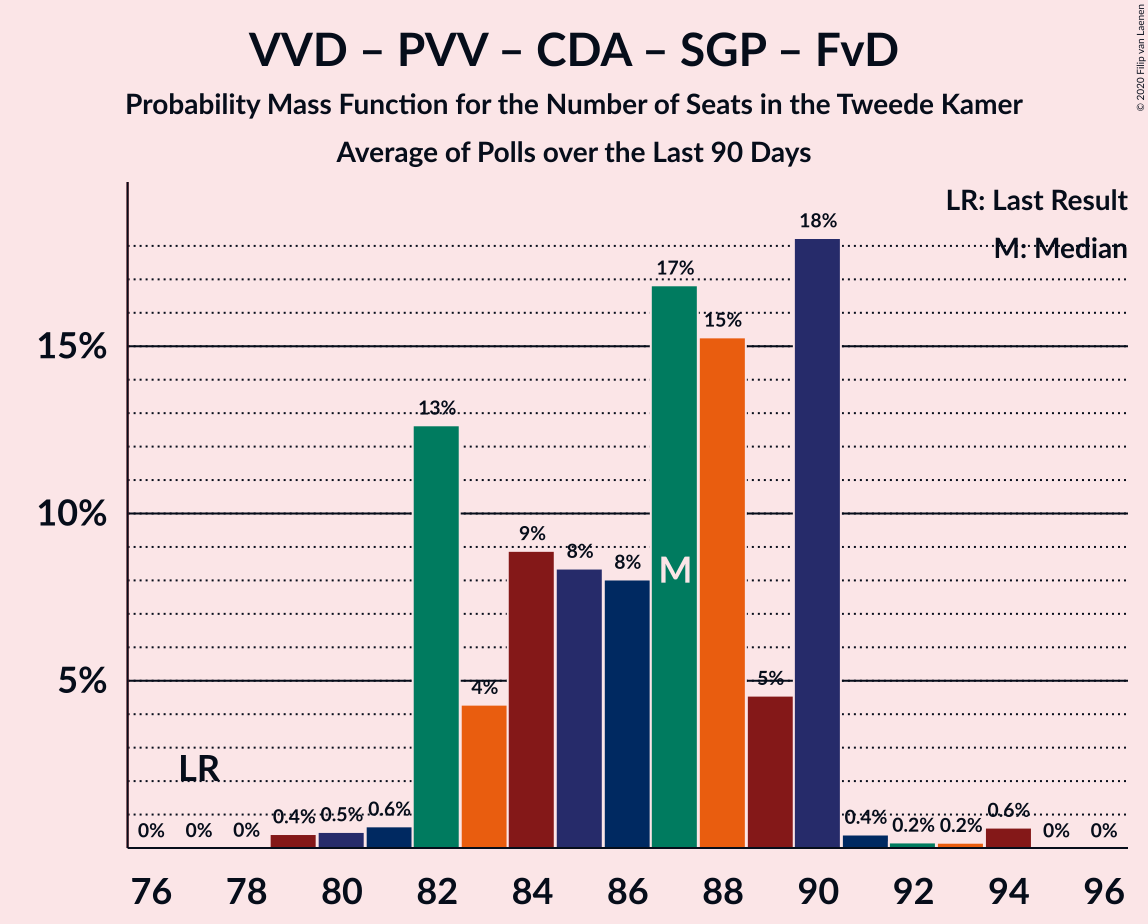 VVD – PVV – CDA – SGP – FvD
Probability Mass Function for the Number of Seats in the Tweede Kamer
Average of Polls over the Last 90 Days
© 2020 Filip van Laenen
LR: Last Result
M: Median
15%
10%
5%
LR
M
0%
0%
0%
0.4%
0.5%
0.6%
13%
4%
9%
8%
8%
17%
15%
5%
18%
0.4%
0.2%
0.2%
0.6%
0%
0%
76 78 80 82 84 86 88 90 92 94 96